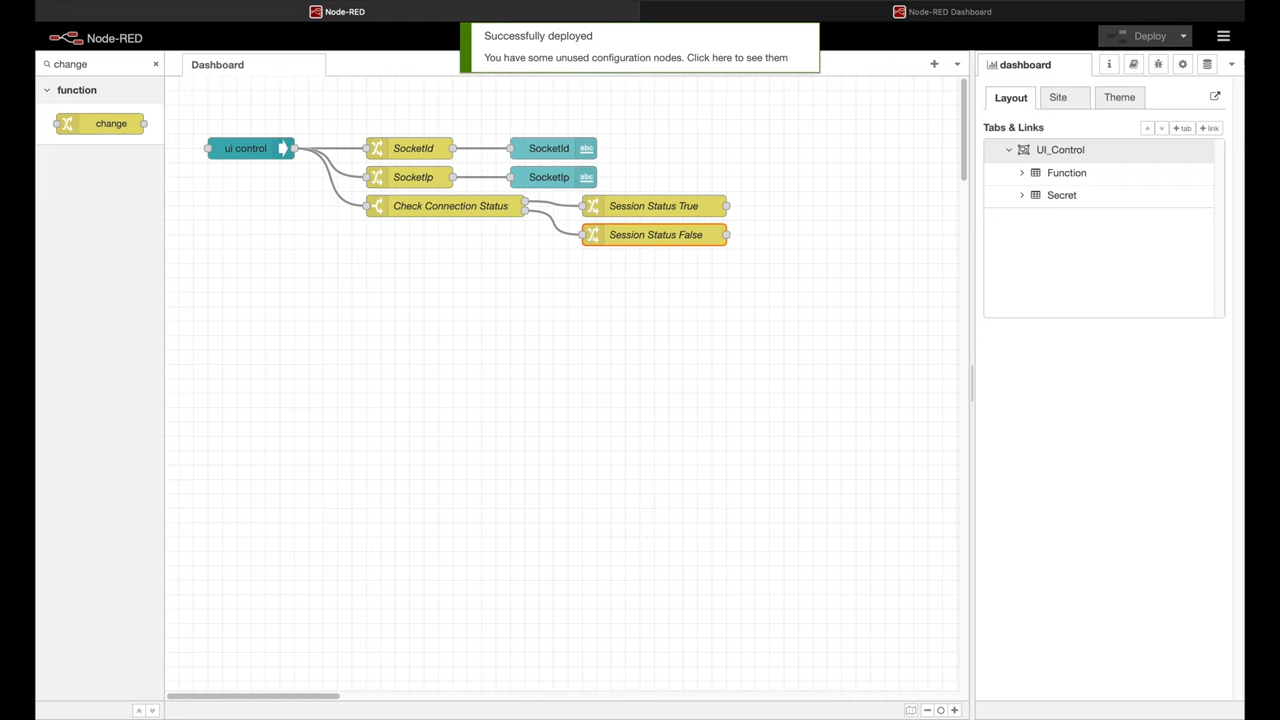 Node-RED
Node-RED Dashboard
Node-RED
Successfully deployed
You have some unused configuration nodes. Click here to see them
Deploy
change
Dashboard
dashboard
function
change
Layout
Site
Theme
Tabs & Links
tab
link
UI_Control
Function
Secret
ui control
SocketId
SocketId
abc
SocketIp
SocketIp
abc
Check Connection Status
Session Status True
Session Status False